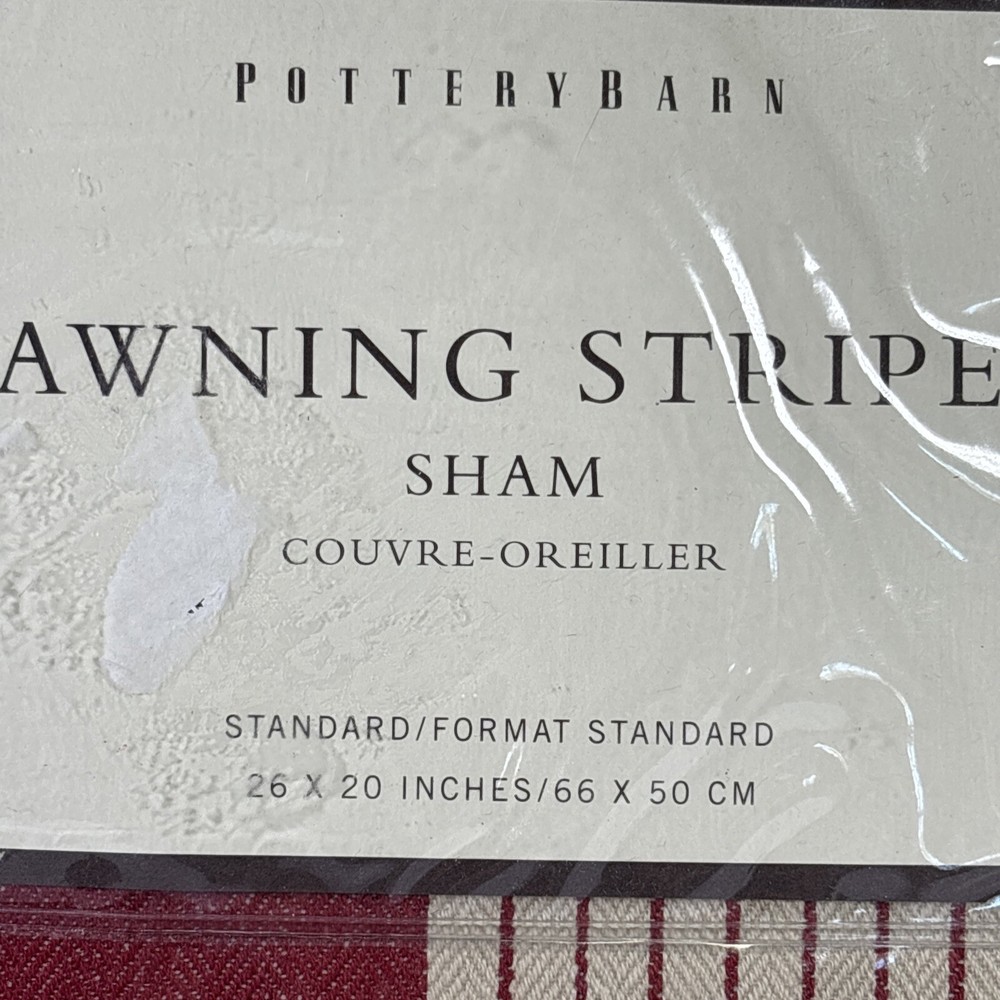 POTTERYBARN
AWNING STRIPE
SHAM
COUVRE-OREILLER
STANDARD/FORMAT STANDARD
26 X 20 INCHES/66 X 50 CM